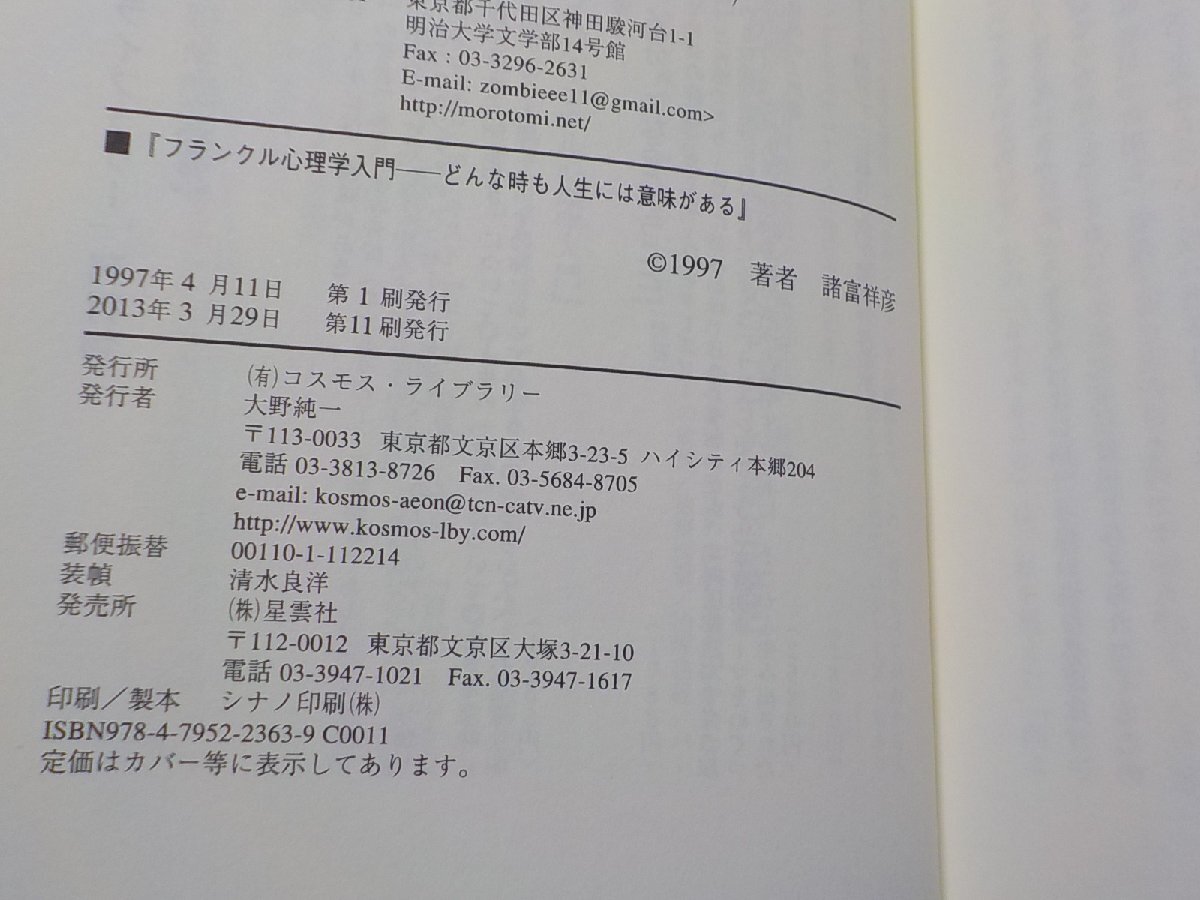 東京都千代田区神田駿河台1-1
明治大学文学部14号館
Fax : 03-3296-2631
E-mail: zombieee11@gmail.com>
http://morotomi.net/
■『フランクル心理学入門――どんな時も人生には意味がある』
©1997 著者 諸富祥彦
1997年 4 月11日 第 1 刷発行
2013年 3 月29日 第11刷発行
発行所 (有)コスモス・ライブラリー
発行者 大野純一
〒113-0033 東京都文京区本郷3-23-5 ハイシティ本郷204
電話 03-3813-8726 Fax. 03-5684-8705
e-mail: kosmos-aeon@tcn-catv.ne.jp
http://www.kosmos-lby.com/
郵便振替 00110-1-112214
装幀 清水良洋
発売所 (株)星雲社
〒112-0012 東京都文京区大塚3-21-10
電話 03-3947-1021 Fax. 03-3947-1617
印刷／製本 シナノ印刷(株)
ISBN978-4-7952-2363-9 C0011
定価はカバー等に表示してあります。